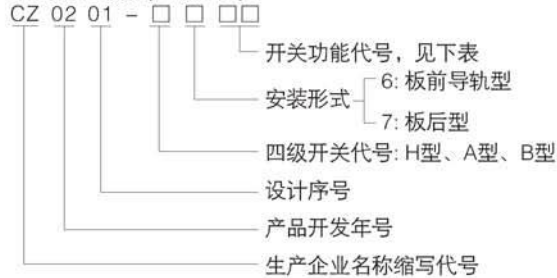 CZ 02 01 - □ □ □□
开关功能代号，见下表
6: 板前导轨型
安装形式
7: 板后型
四级开关代号: H型、A型、B型
设计序号
产品开发年号
生产企业名称缩写代号